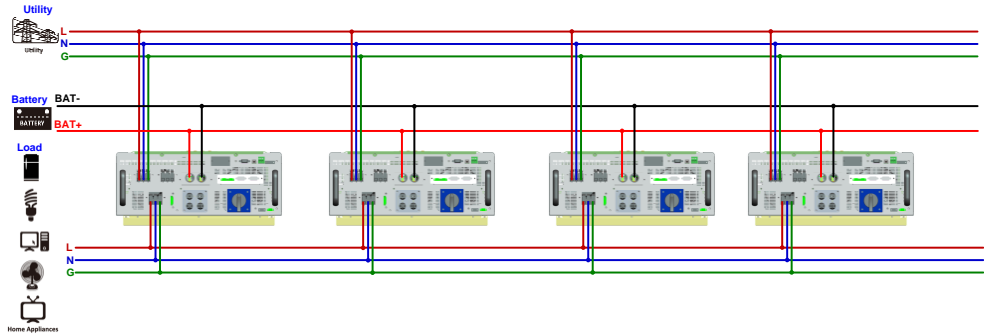 Utility
L
N
Utility
G
Battery
BAT-
BATTERY
BAT+
Load
L
N
G
Home Appliances